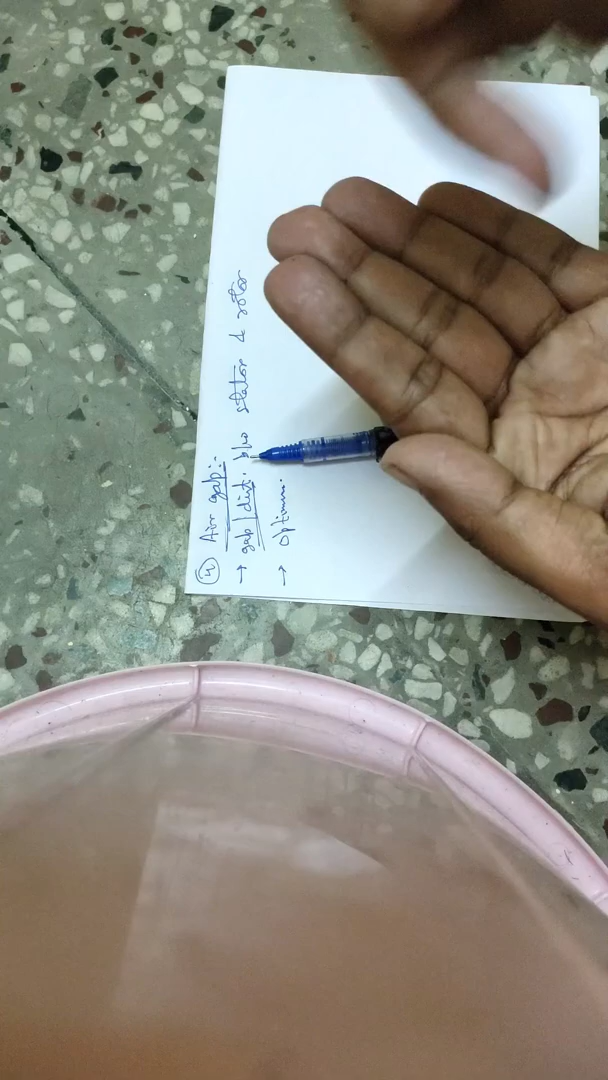 ④ Air gap:-
→ gap/dist. b/w stator & rotor
→ optimum.